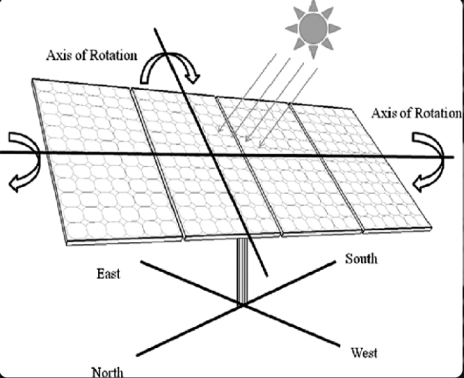 Axis of Rotation
Axis of Rotation
East
South
West
North